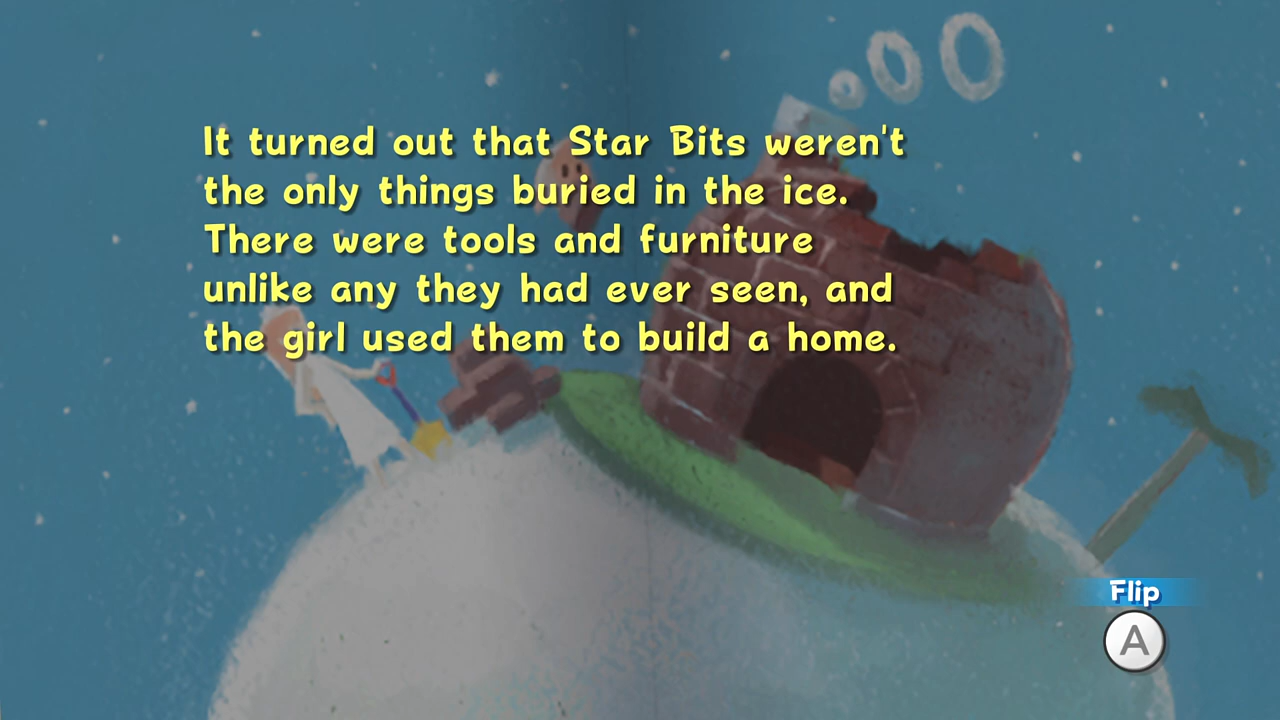 It turned out that Star Bits weren't
the only things buried in the ice.
There were tools and furniture
unlike any they had ever seen, and
the girl used them to build a home.
Flip
A